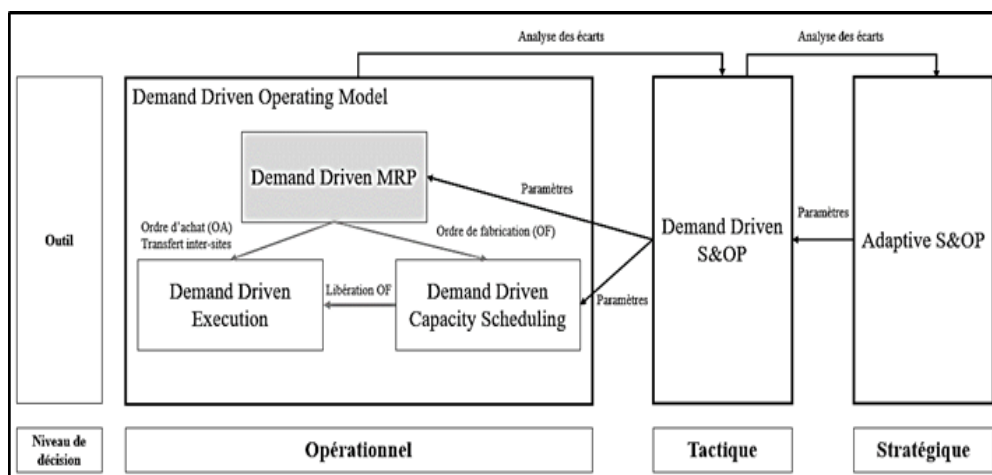 Analyse des écarts
Analyse des écarts
Demand Driven Operating Model
Demand Driven MRP
Paramètres
Ordre d'achat (OA)
Transfert inter-sites
Ordre de fabrication (OF)
Outil
Demand Driven
S&OP
Paramètres
Adaptive S&OP
Demand Driven
Execution
Libération OF
Demand Driven
Capacity Scheduling
Paramètres
Niveau de
décision
Opérationnel
Tactique
Stratégique